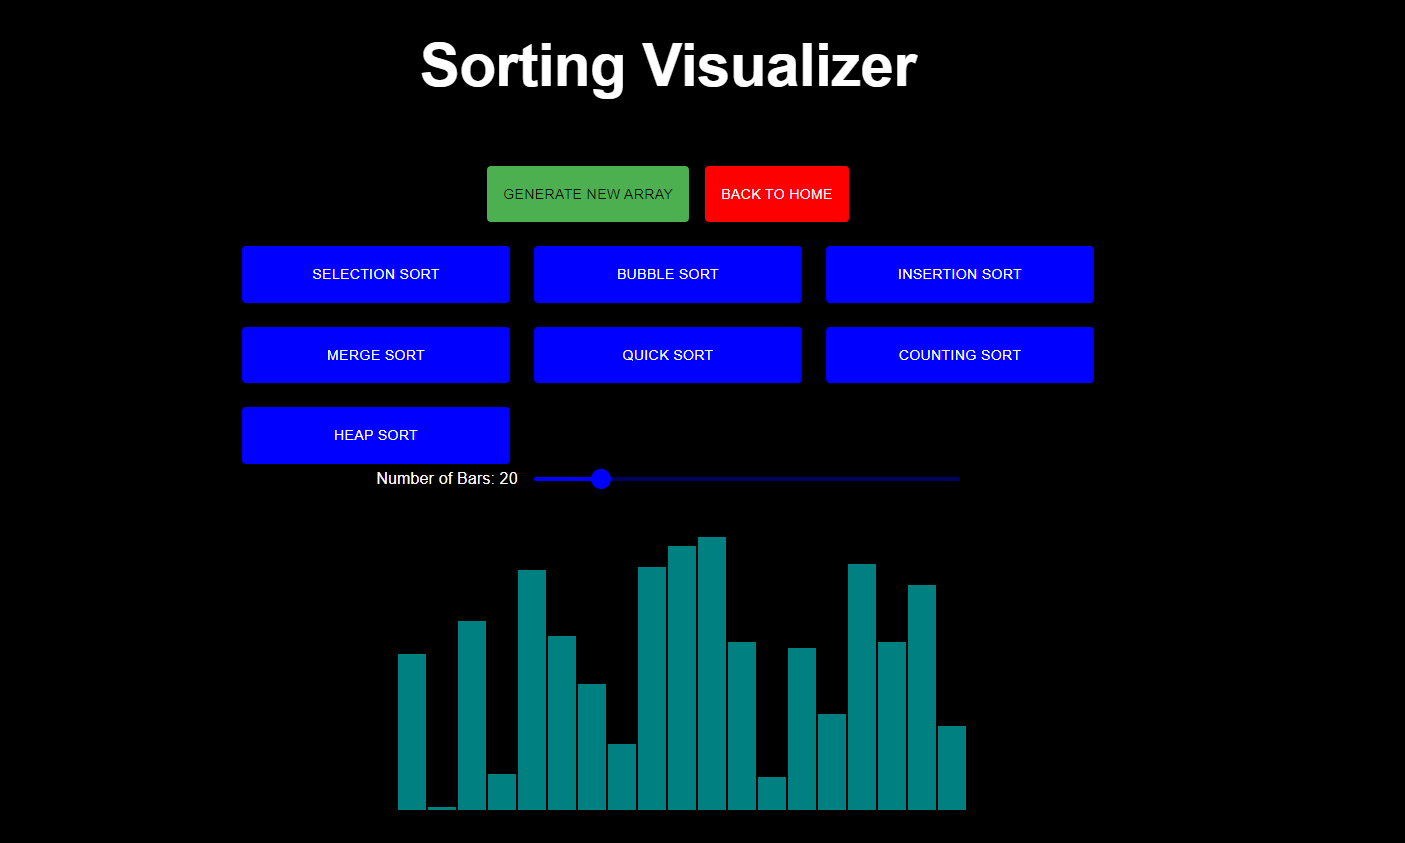 Sorting Visualizer
GENERATE NEW ARRAY
BACK TO HOME
SELECTION SORT
BUBBLE SORT
INSERTION SORT
MERGE SORT
QUICK SORT
COUNTING SORT
HEAP SORT
Number of Bars: 20